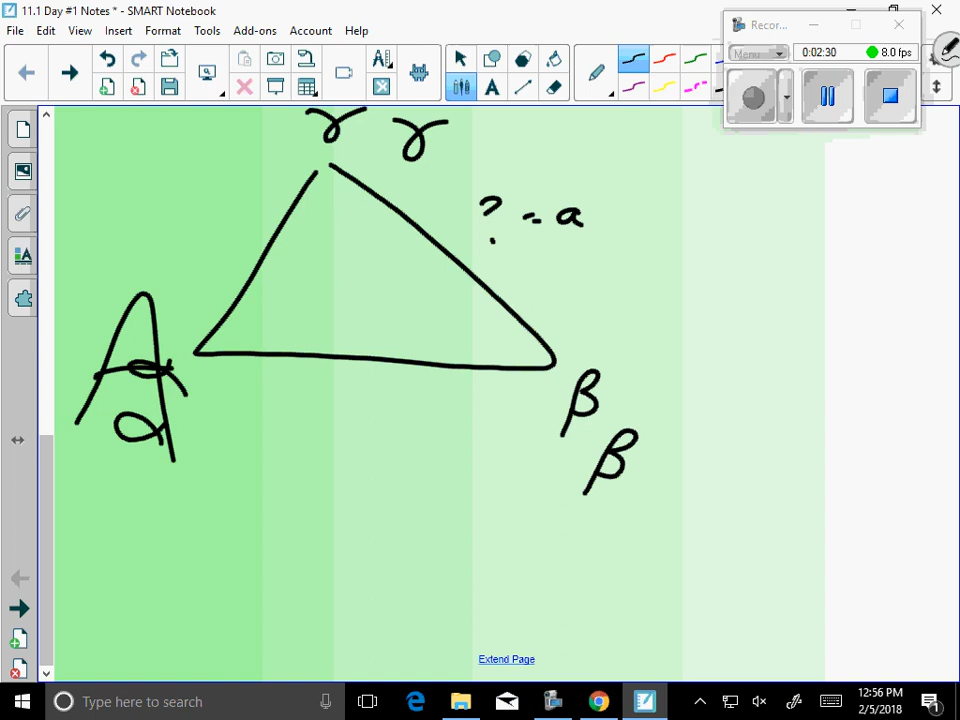 11.1 Day #1 Notes * - SMART Notebook
File Edit View Insert Format Tools Add-ons Account Help
Recor...
Menu 0:02:30 8.0 fps
γ γ
? = a
A
α
β
β
Extend Page
Type here to search
12:56 PM
2/5/2018
1